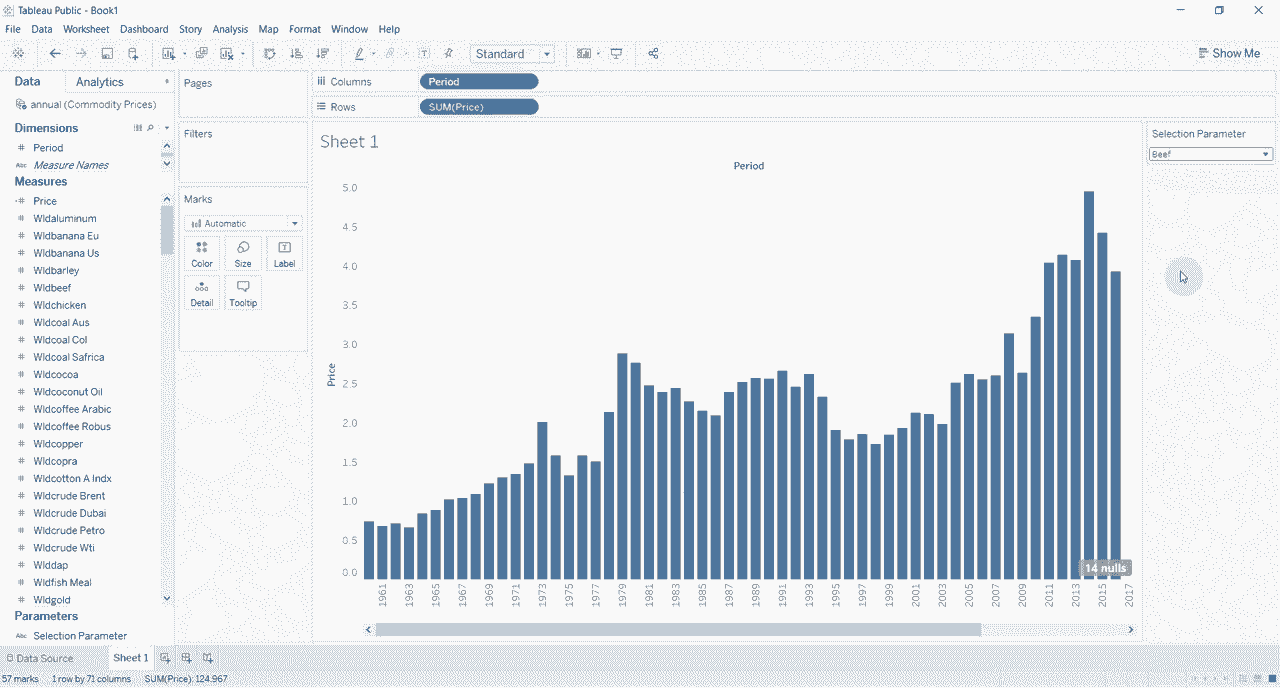 Tableau Public - Book1
File Data Worksheet Dashboard Story Analysis Map Format Window Help
Standard
Show Me
Data Analytics
annual (Commodity Prices)
Dimensions
# Period
Abc Measure Names
Measures
# Price
# Wldaluminum
# Wldbanana Eu
# Wldbanana Us
# Wldbarley
# Wldbeef
# Wldchicken
# Wldcoal Aus
# Wldcoal Col
# Wldcoal Safrica
# Wldcocoa
# Wldcoconut Oil
# Wldcoffee Arabic
# Wldcoffee Robus
# Wldcopper
# Wldcopra
# Wldcotton A Indx
# Wldcrude Brent
# Wldcrude Dubai
# Wldcrude Petro
# Wldcrude Wti
# Wlddap
# Wldfish Meal
# Wldgold
Parameters
Abc Selection Parameter
Pages
Filters
Marks
Automatic
Color Size Label
Detail Tooltip
Columns Period
Rows SUM(Price)
Sheet 1
Period
Price
5.0
4.5
4.0
3.5
3.0
2.5
2.0
1.5
1.0
0.5
0.0
14 nulls
1961 1963 1965 1967 1969 1971 1973 1975 1977 1979 1981 1983 1985 1987 1989 1991 1993 1995 1997 1999 2001 2003 2005 2007 2009 2011 2013 2015 2017
Selection Parameter
Beef
Data Source Sheet 1
57 marks 1 row by 71 columns SUM(Price): 124.967